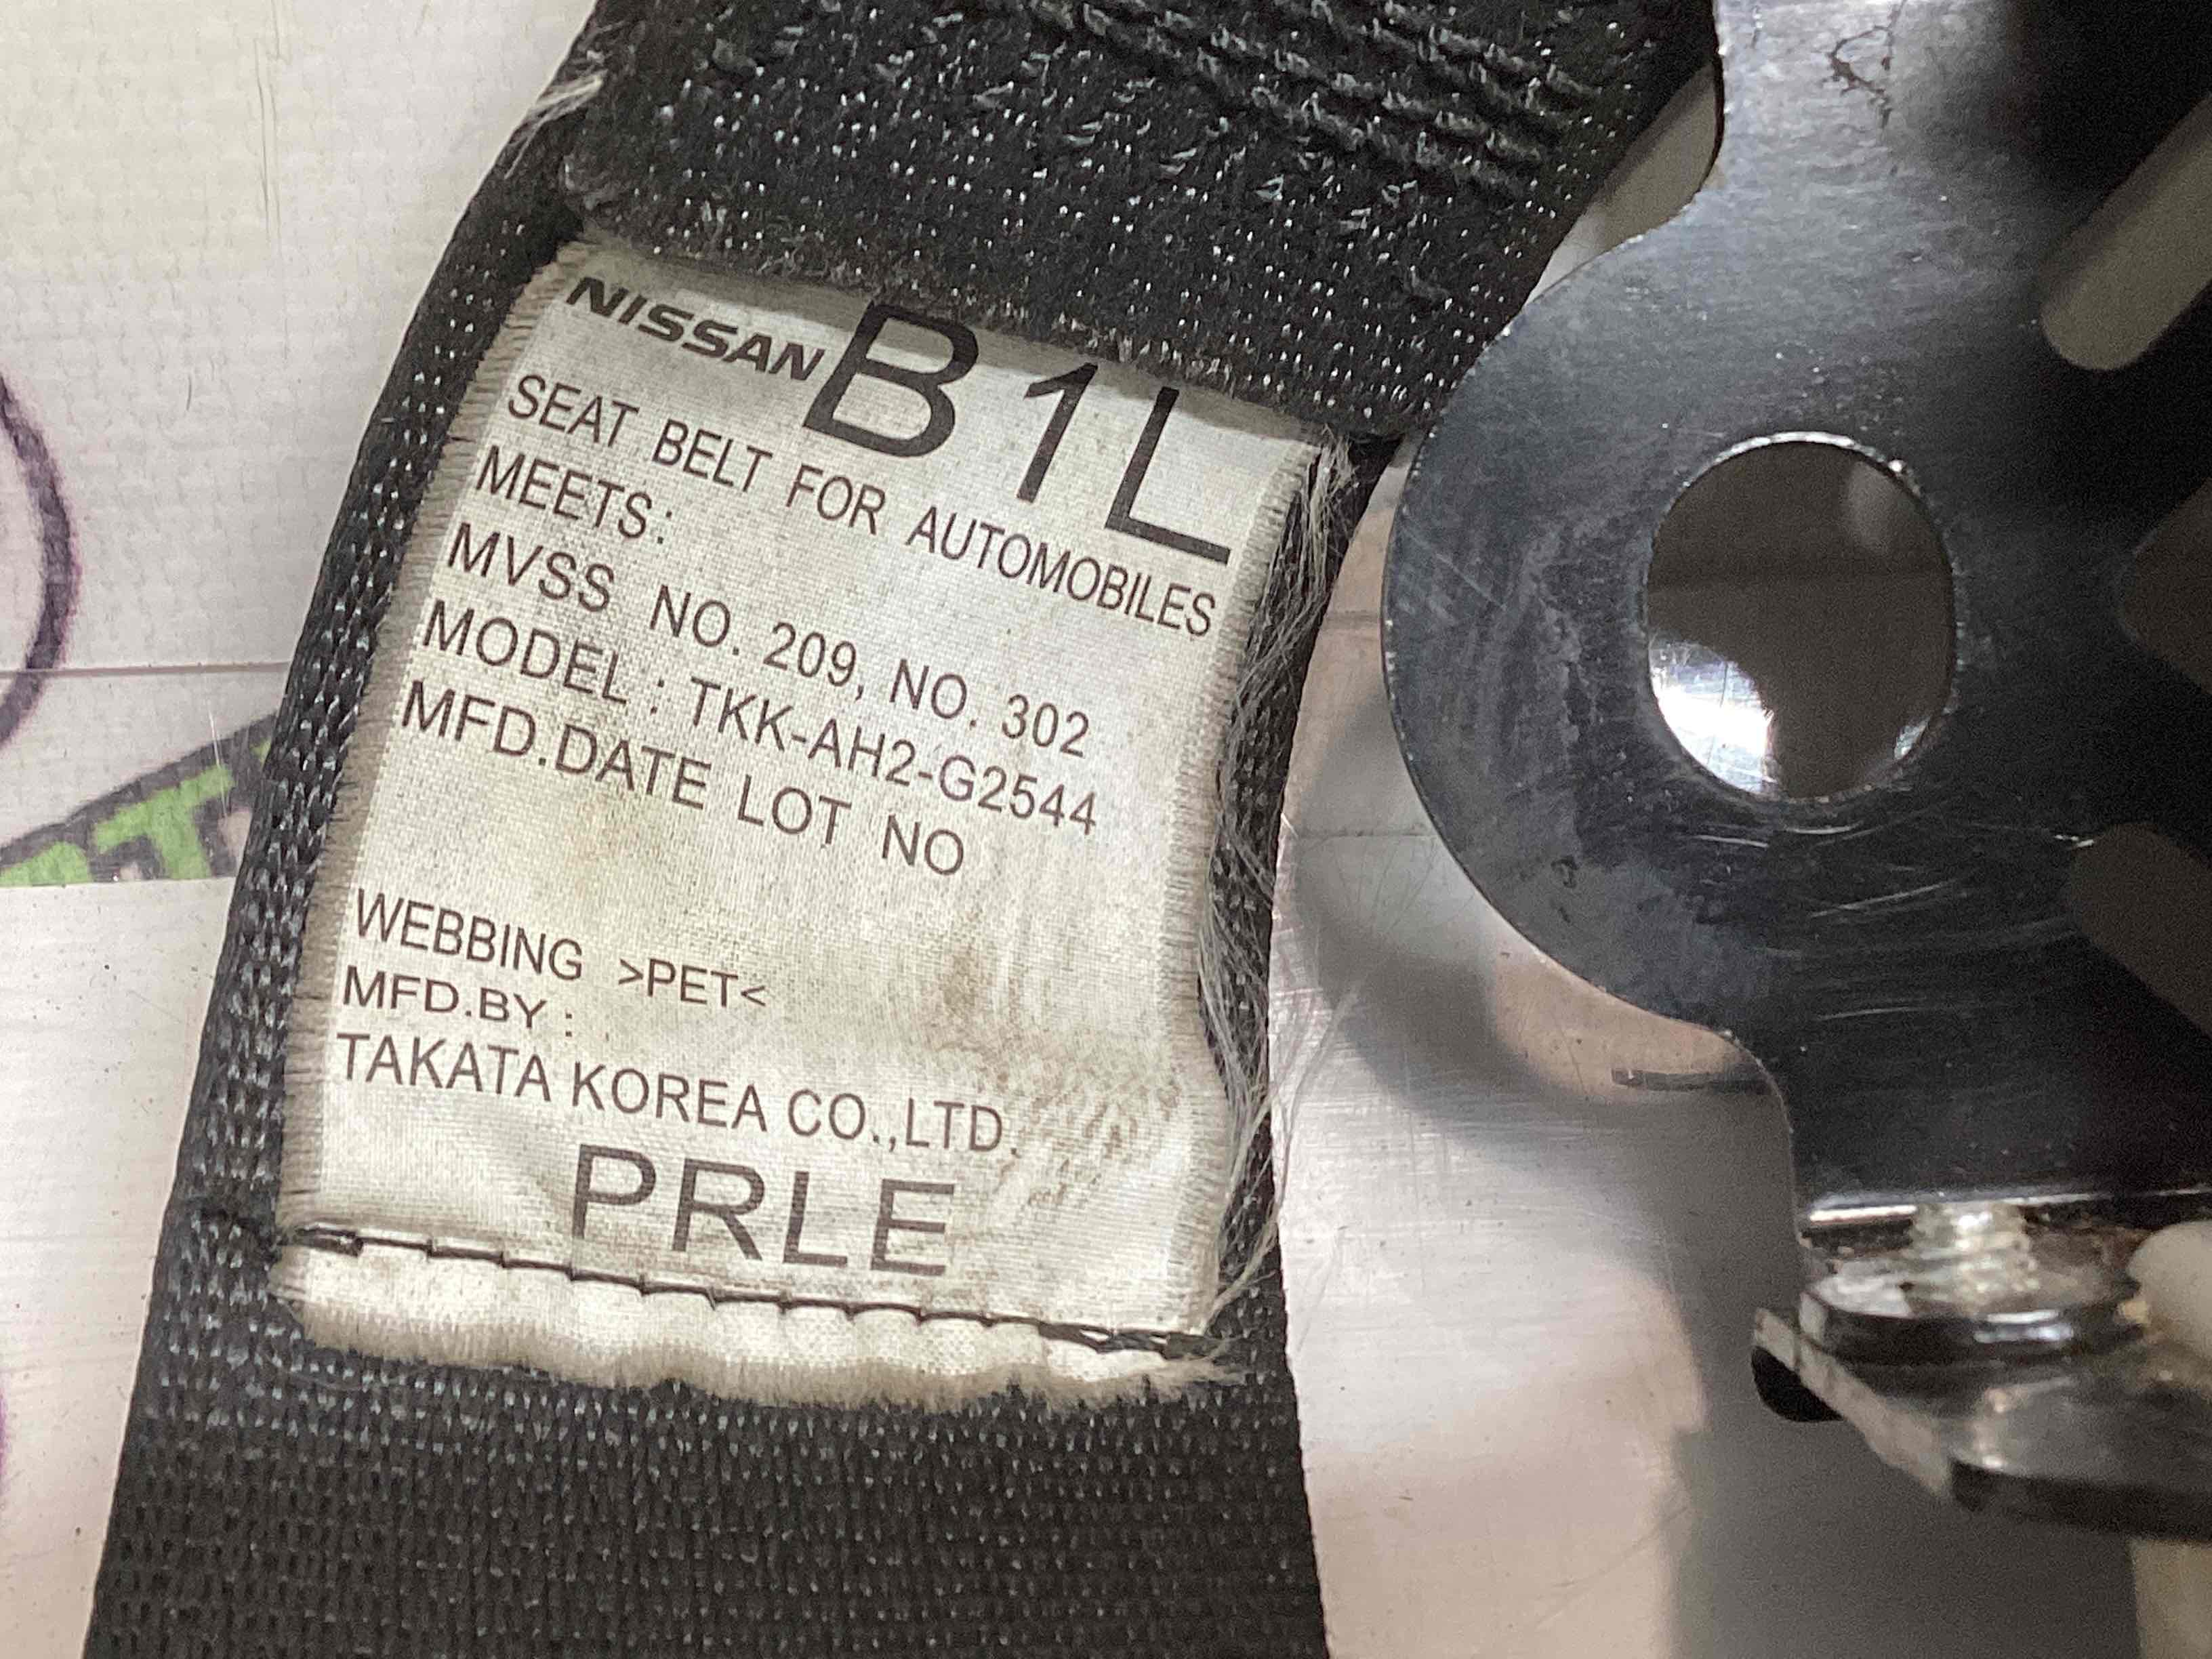 NISSAN B1L
SEAT BELT FOR AUTOMOBILES
MEETS:
MVSS NO. 209, NO. 302
MODEL : TKK-AH2-G2544
MFD.DATE LOT NO
WEBBING >PET<
MFD.BY :
TAKATA KOREA CO.,LTD.
PRLE